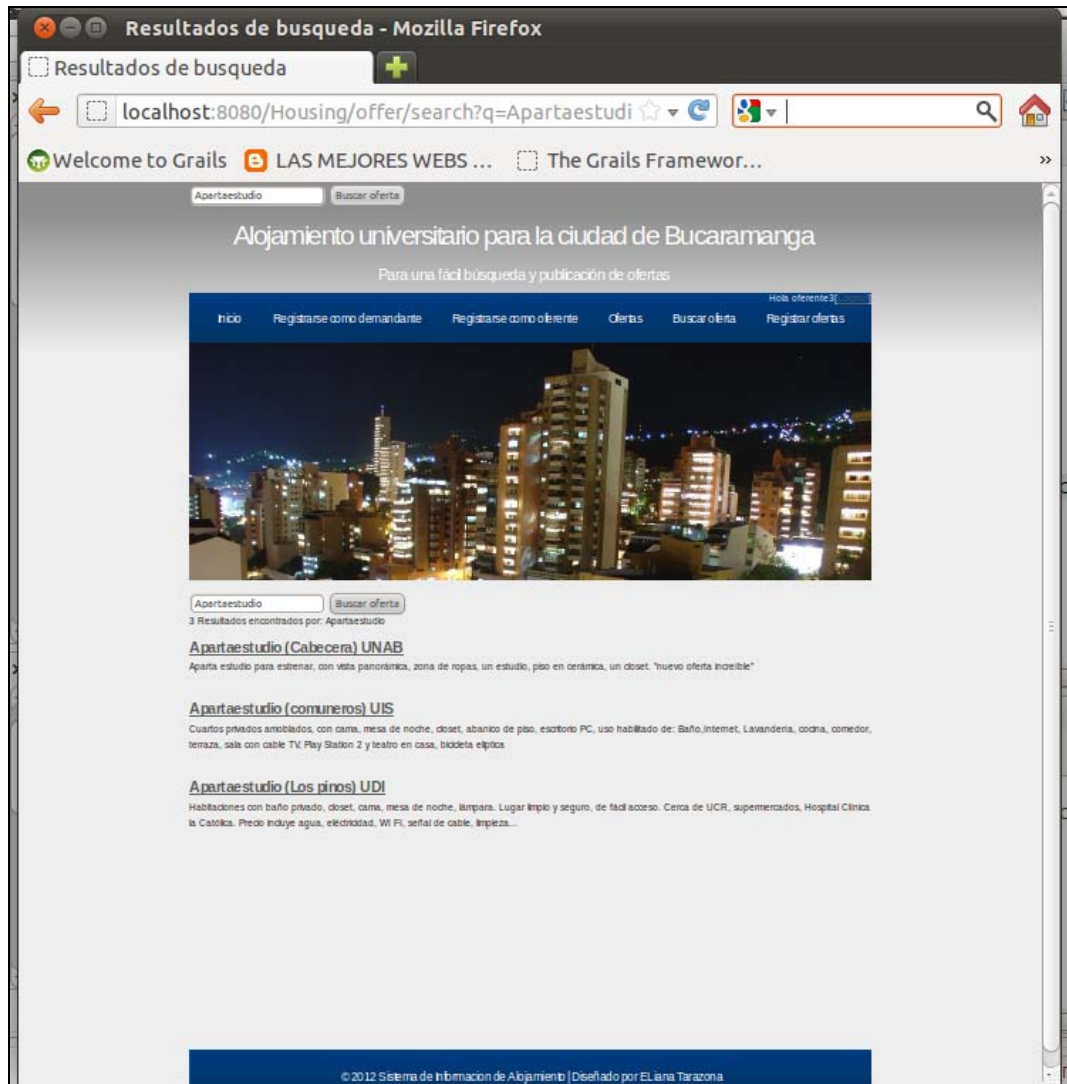 Resultados de busqueda - Mozilla Firefox
Resultados de busqueda
localhost:8080/Housing/offer/search?q=Apartaestudi
Welcome to Grails LAS MEJORES WEBS ... The Grails Framewor... »
Apartaestudio Buscar oferta
Alojamiento universitario para la ciudad de Bucaramanga
Para una fácil búsqueda y publicación de ofertas
Hola oferente3[
Inicio Registrarse como demandante Registrarse como oferente Ofertas Buscar oferta Registrar ofertas
Apartaestudio Buscar oferta
3 Resultados encontrados por: Apartaestudio
Apartaestudio (Cabecera) UNAB
Aparta estudio para estrenar, con vista panorámica, zona de ropas, un estudio, piso en cerámica, un closet. "nuevo oferta increible"
Apartaestudio (comuneros) UIS
Cuartos privados amoblados, con cama, mesa de noche, closet, abanico de piso, escritorio PC, uso habilitado de: Baño,Internet, Lavanderia, cocina, comedor,
terraza, sala con cable TV, Play Station 2 y teatro en casa, bicicleta eliptica
Apartaestudio (Los pinos) UDI
Habitaciones con baño privado, closet, cama, mesa de noche, lámpara. Lugar limpio y seguro, de fácil acceso. Cerca de UCR, supermercados, Hospital Clínica
la Católica. Precio incluye agua, eléctricidad, WI FI, señal de cable, limpieza...
© 2012 Sistema de Informacion de Alojamiento | Diseñado por ELiana Tarazona